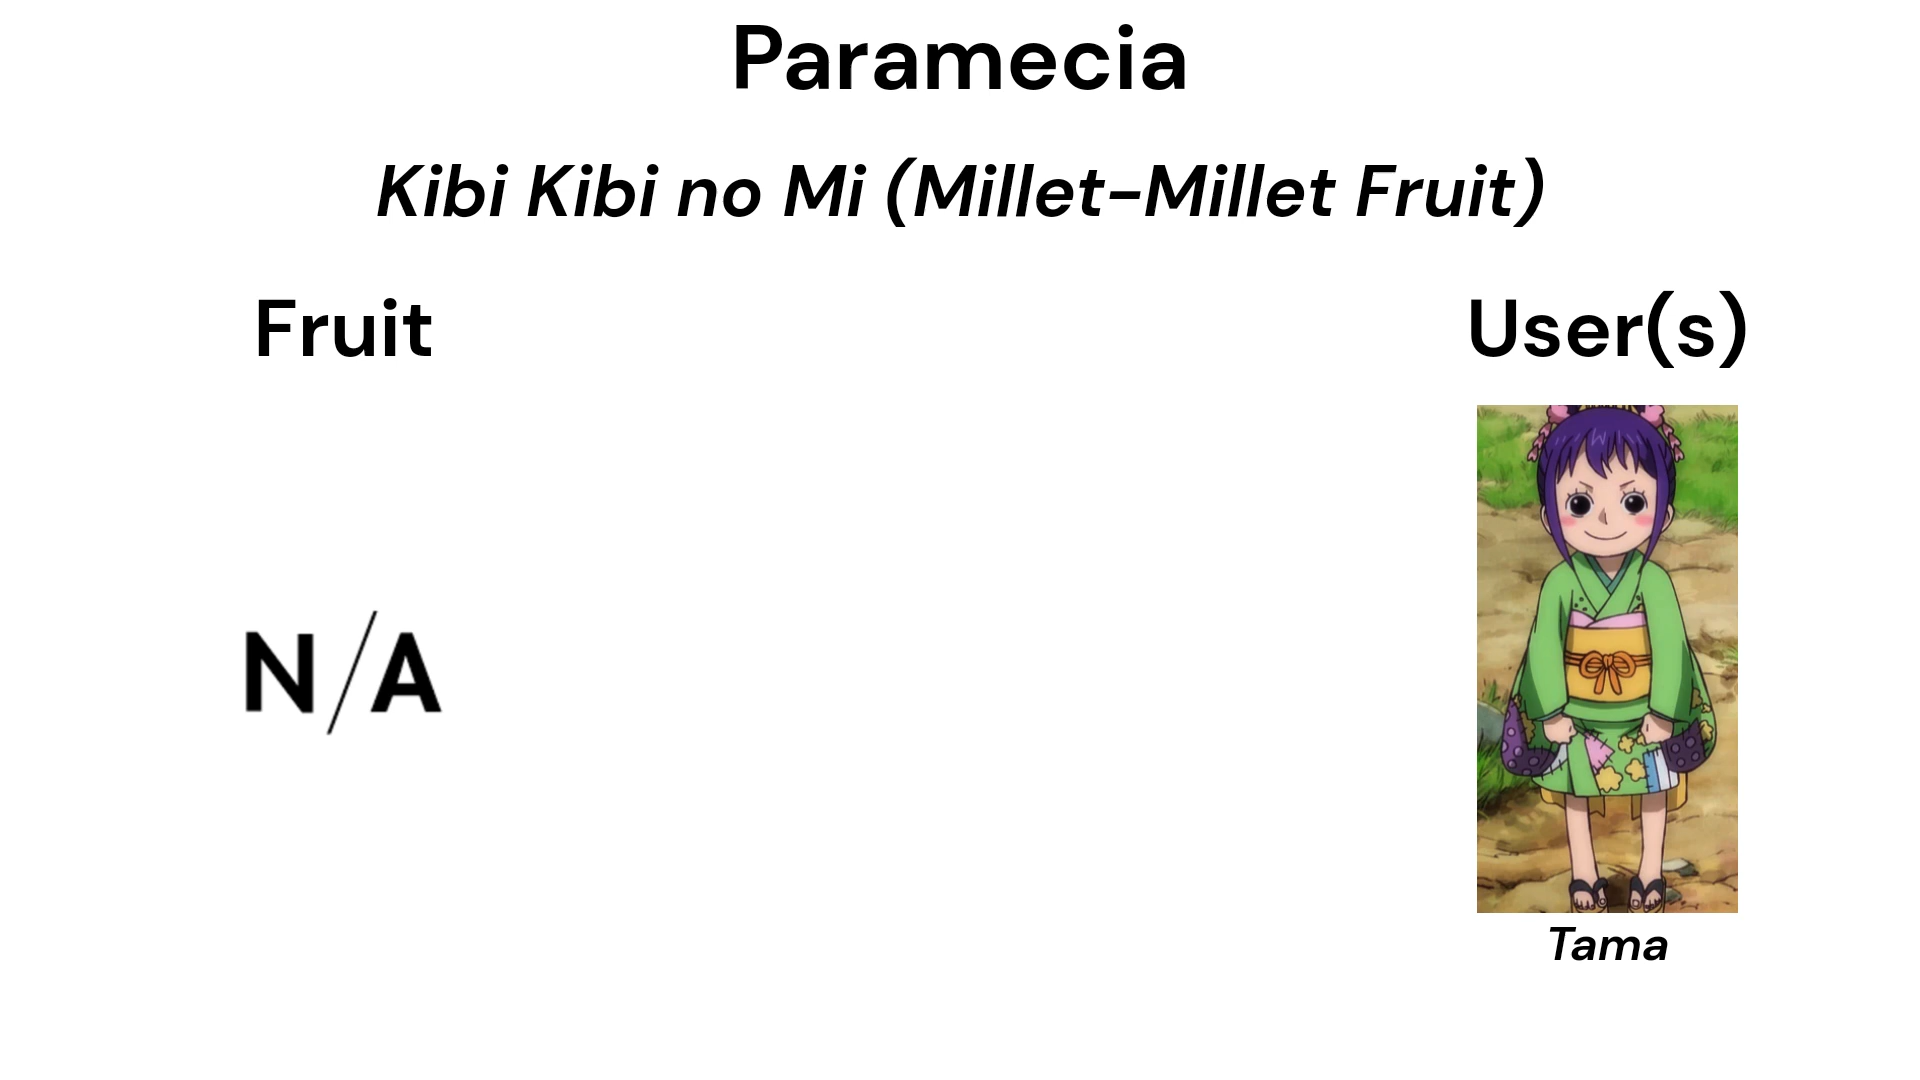 Paramecia
Kibi Kibi no Mi (Millet-Millet Fruit)
Fruit
User(s)
N/A
Tama